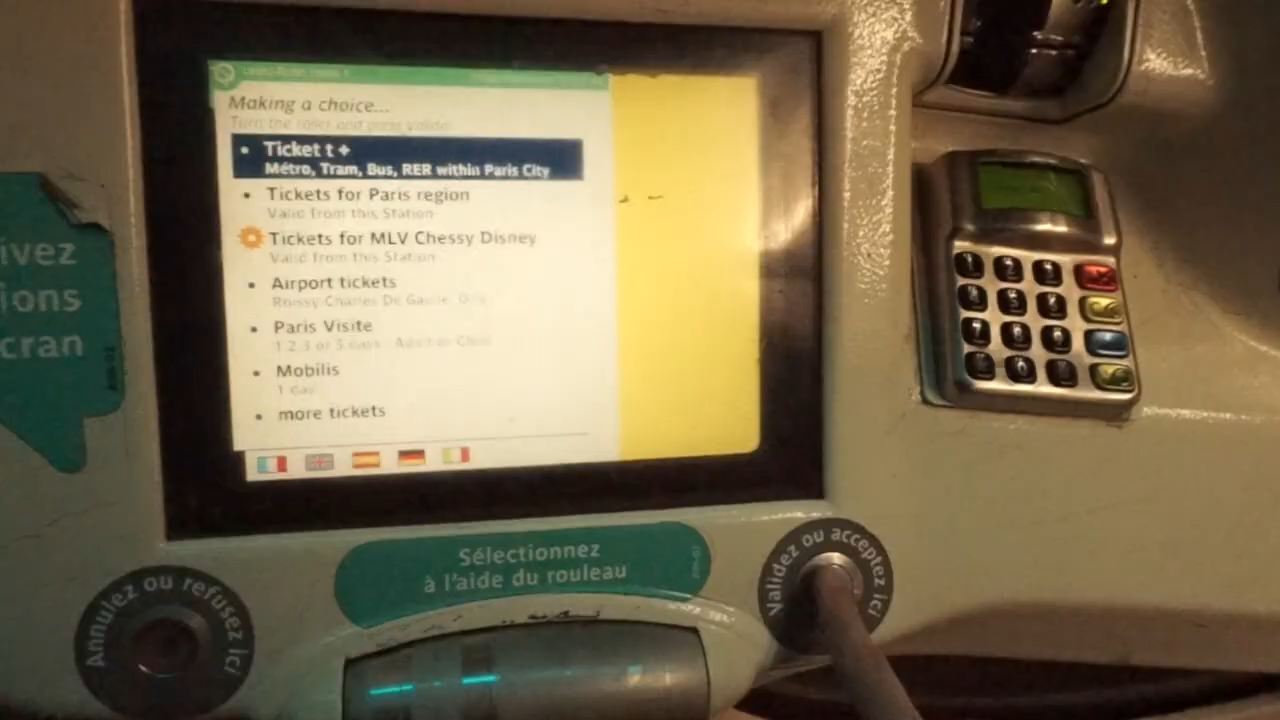 Making a choice...
Turn the roller and press validate
• Ticket t+
Métro, Tram, Bus, RER within Paris City
• Tickets for Paris region
Valid from this Station
Tickets for MLV Chessy Disney
Valid from this Station
• Airport tickets
Roissy-Charles De Gaulle, Orly
• Paris Visite
1 2 3 or 5 days Adult or Child
• Mobilis
1 day
• more tickets
ivez
ions
cran
Sélectionnez
à l'aide du rouleau
Annulez ou refusez ici
Validez ou acceptez ici